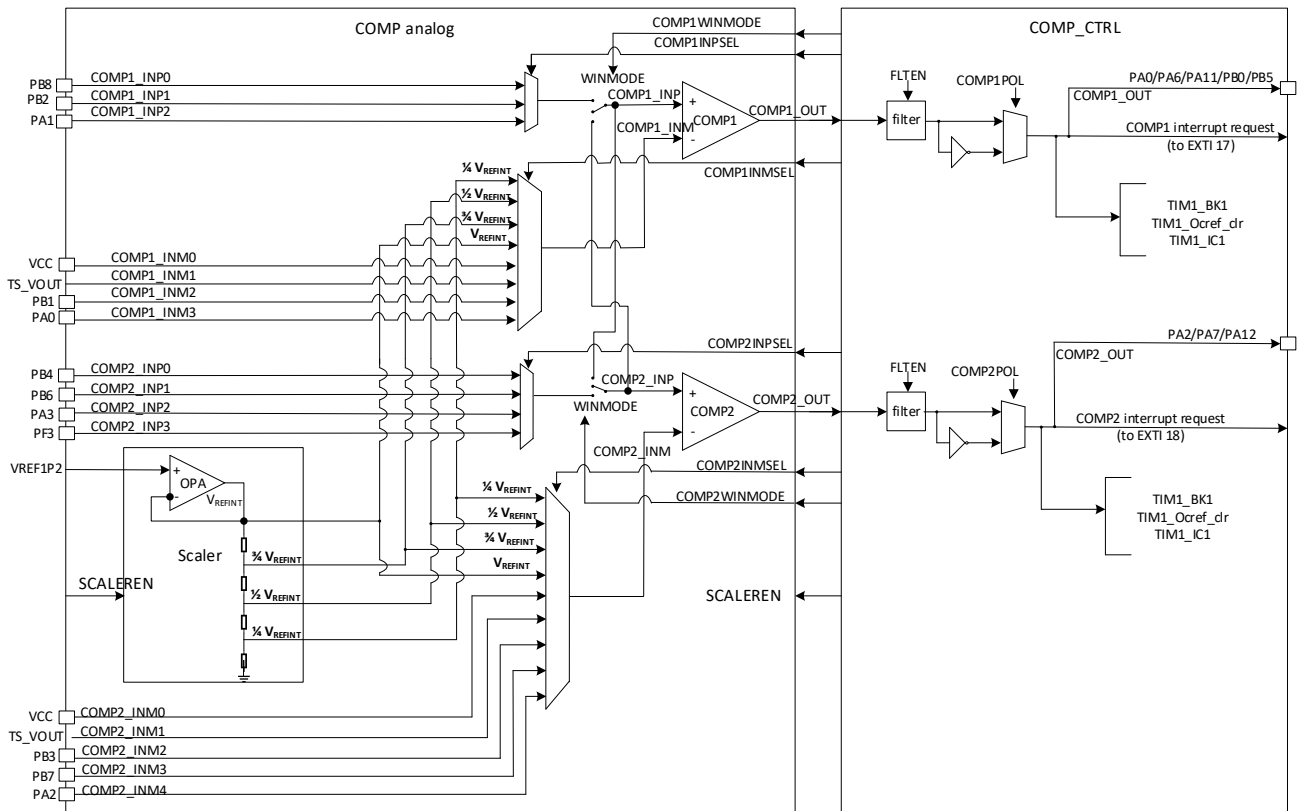 COMP analog
COMP_CTRL
COMP1WINMODE
COMP1INPSEL
PB8
COMP1_INP0
PB2
COMP1_INP1
PA1
COMP1_INP2
WINMODE
COMP1_INP
COMP1_INM
+
-
COMP1
COMP1_OUT
FLTEN
filter
COMP1POL
PA0/PA6/PA11/PB0/PB5
COMP1_OUT
COMP1 interrupt request
(to EXTI 17)
COMP1INMSEL
TIM1_BK1
TIM1_Ocref_clr
TIM1_IC1
¼ VREFINT
½ VREFINT
¾ VREFINT
VREFINT
VCC
COMP1_INM0
TS_VOUT
COMP1_INM1
PB1
COMP1_INM2
PA0
COMP1_INM3
COMP2INPSEL
PB4
COMP2_INP0
PB6
COMP2_INP1
PA3
COMP2_INP2
PF3
COMP2_INP3
COMP2_INP
WINMODE
+
-
COMP2
COMP2_OUT
COMP2_INM
FLTEN
filter
COMP2POL
PA2/PA7/PA12
COMP2_OUT
COMP2 interrupt request
(to EXTI 18)
COMP2INMSEL
COMP2WINMODE
TIM1_BK1
TIM1_Ocref_clr
TIM1_IC1
VREF1P2
+
-
OPA
VREFINT
Scaler
¾ VREFINT
½ VREFINT
¼ VREFINT
SCALEREN
¼ VREFINT
½ VREFINT
¾ VREFINT
VREFINT
SCALEREN
VCC
COMP2_INM0
TS_VOUT
COMP2_INM1
PB3
COMP2_INM2
PB7
COMP2_INM3
PA2
COMP2_INM4